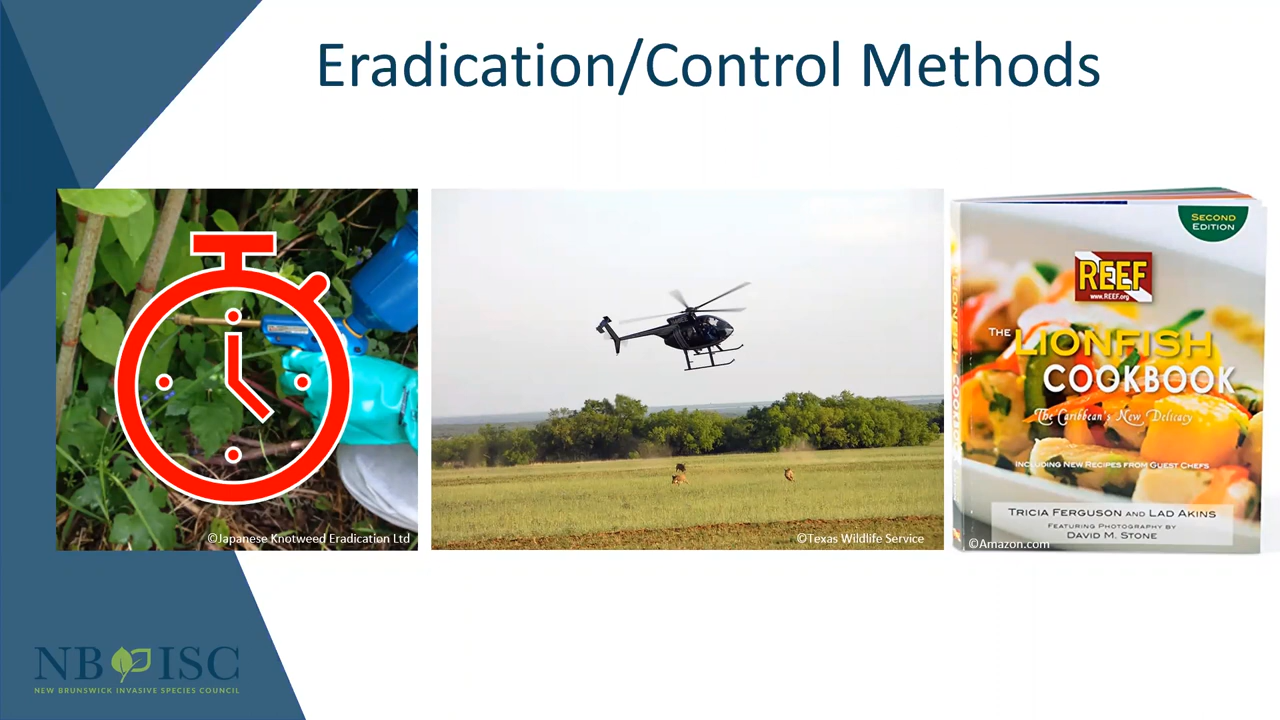 Eradication/Control Methods
©Japanese Knotweed Eradication Ltd
©Texas Wildlife Service
SECOND
EDITION
REEF
www.REEF.org
THE LIONFISH
COOKBOOK
The Caribbean's New Delicacy
INCLUDING NEW RECIPES FROM GUEST CHEFS
TRICIA FERGUSON AND LAD AKINS
FEATURING PHOTOGRAPHY BY
DAVID M. STONE
©Amazon.com
NB ISC
NEW BRUNSWICK INVASIVE SPECIES COUNCIL